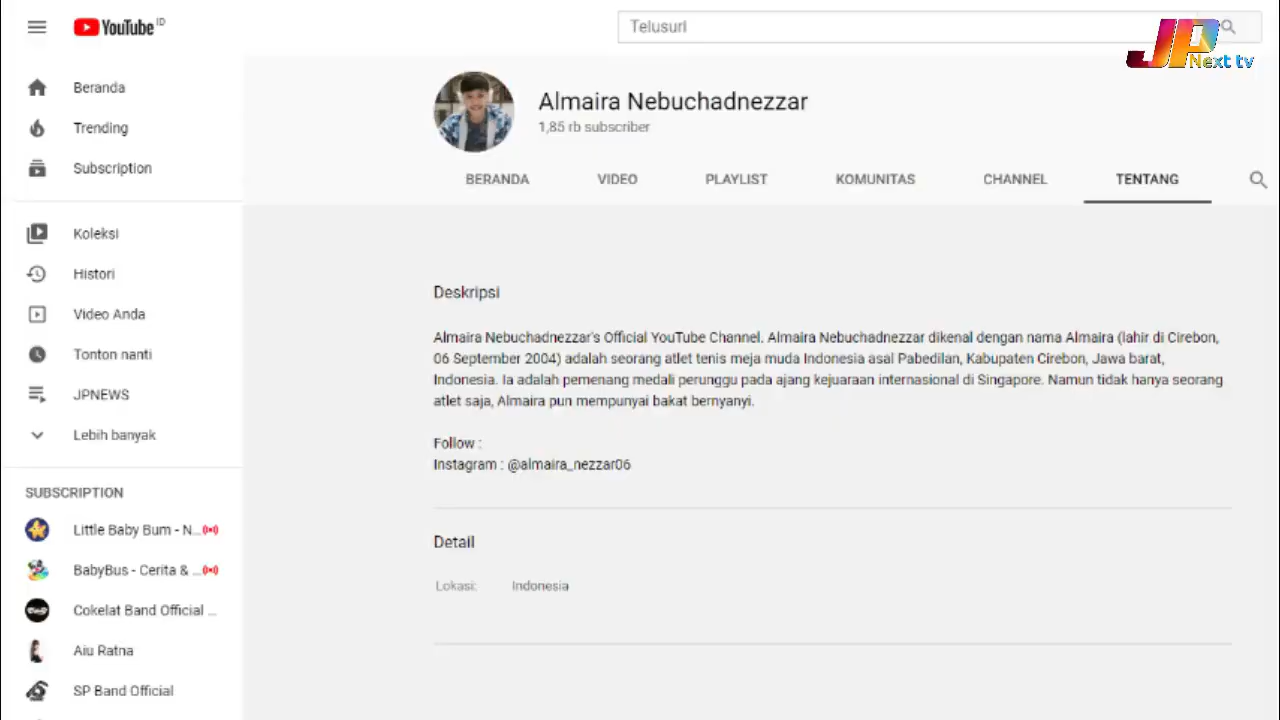 YouTube ID
Telusuri
JP Next tv
Beranda
Trending
Subscription
Koleksi
Histori
Video Anda
Tonton nanti
JPNEWS
Lebih banyak
SUBSCRIPTION
Little Baby Bum - N...
BabyBus - Cerita & ...
Cokelat Band Official ...
Aiu Ratna
SP Band Official
Almaira Nebuchadnezzar
1,85 rb subscriber
BERANDA VIDEO PLAYLIST KOMUNITAS CHANNEL TENTANG
Deskripsi
Almaira Nebuchadnezzar's Official YouTube Channel. Almaira Nebuchadnezzar dikenal dengan nama Almaira (lahir di Cirebon,
06 September 2004) adalah seorang atlet tenis meja muda Indonesia asal Pabedilan, Kabupaten Cirebon, Jawa barat,
Indonesia. Ia adalah pemenang medali perunggu pada ajang kejuaraan internasional di Singapore. Namun tidak hanya seorang
atlet saja, Almaira pun mempunyai bakat bernyanyi.
Follow :
Instagram : @almaira_nezzar06
Detail
Lokasi: Indonesia